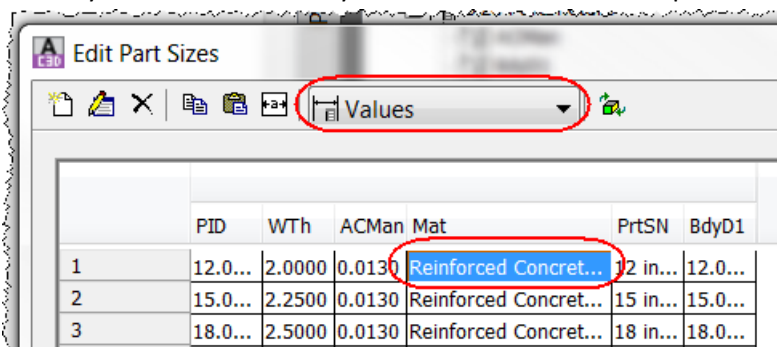 A
C3D Edit Part Sizes
Values
PID WTh ACMan Mat PrtSN BdyD1
1 12.0... 2.0000 0.0130 Reinforced Concret... 12 in... 12.0...
2 15.0... 2.2500 0.0130 Reinforced Concret... 15 in... 15.0...
3 18.0... 2.5000 0.0130 Reinforced Concret... 18 in... 18.0...